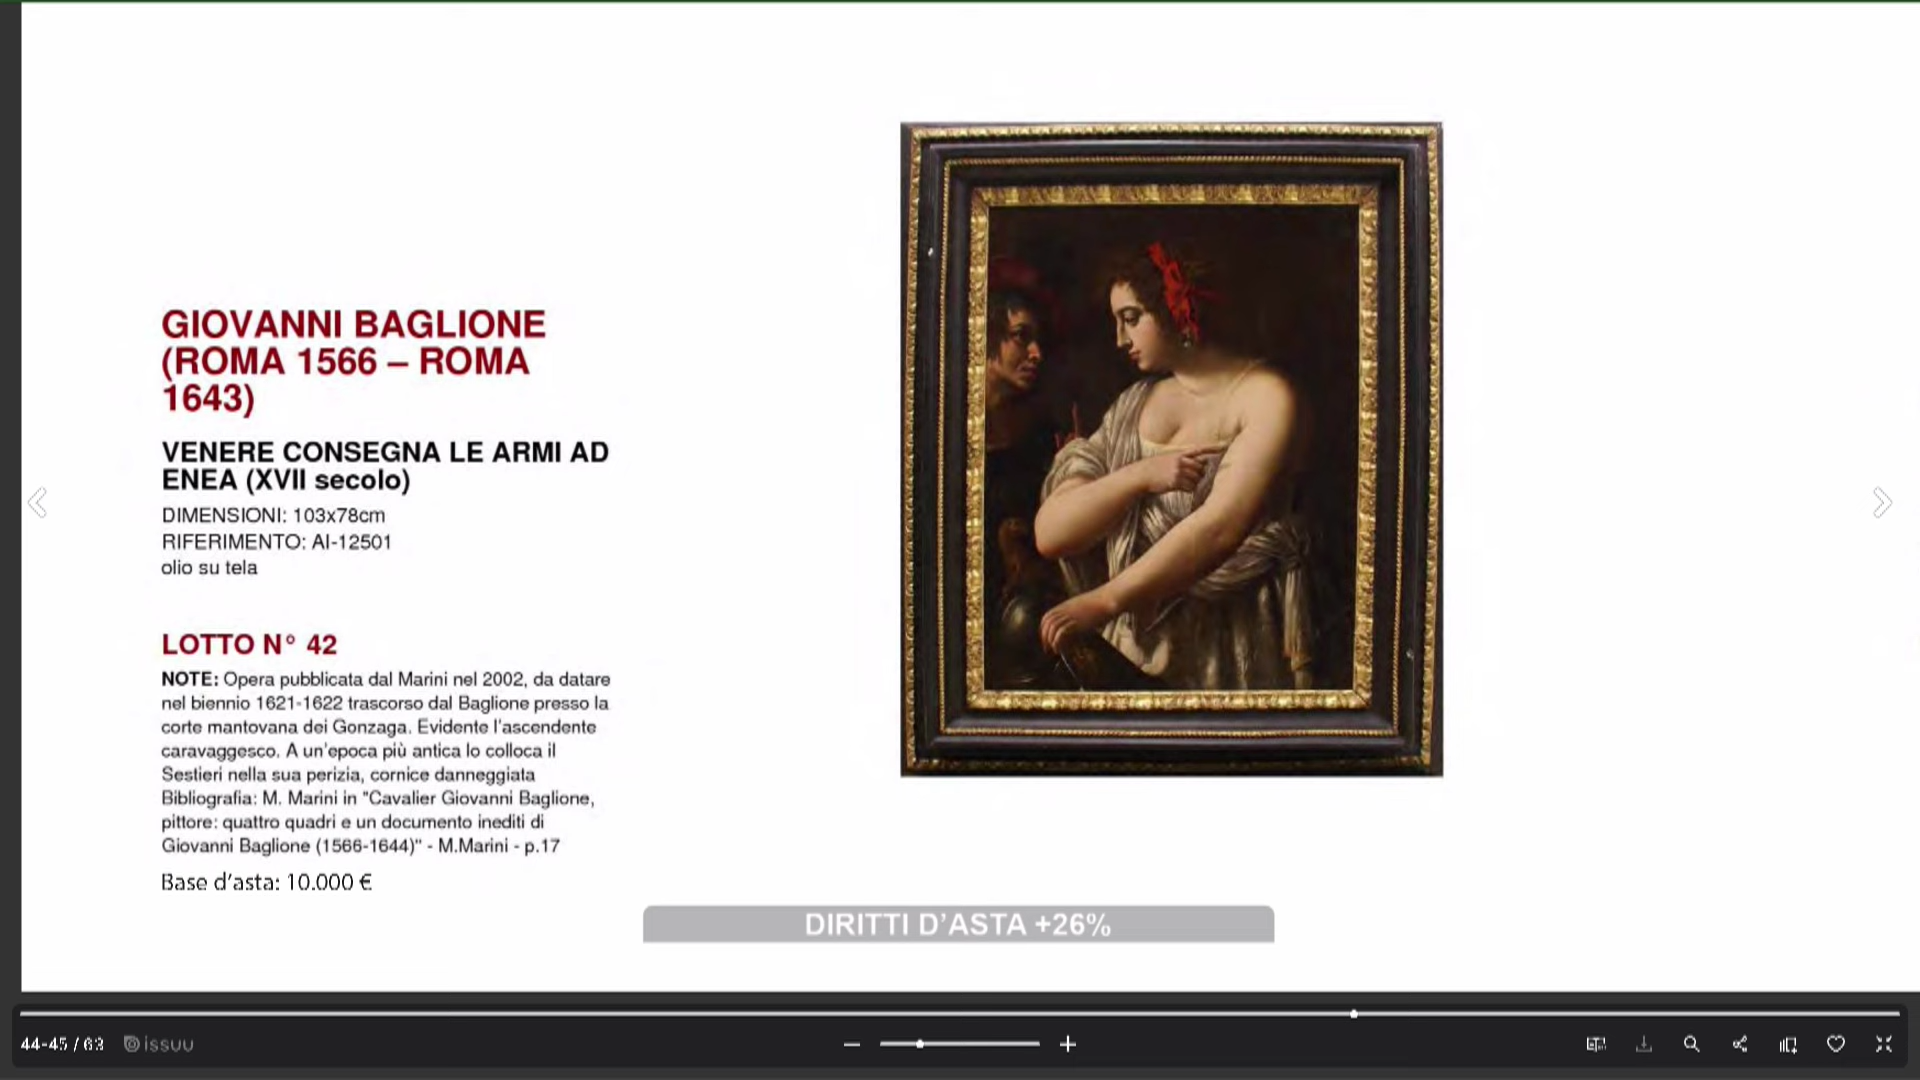 GIOVANNI BAGLIONE
(ROMA 1566 – ROMA
1643)
VENERE CONSEGNA LE ARMI AD
ENEA (XVII secolo)
DIMENSIONI: 103x78cm
RIFERIMENTO: AI-12501
olio su tela
LOTTO N° 42
NOTE: Opera pubblicata dal Marini nel 2002, da datare
nel biennio 1621-1622 trascorso dal Baglione presso la
corte mantovana dei Gonzaga. Evidente l'ascendente
caravaggesco. A un'epoca più antica lo colloca il
Sestieri nella sua perizia, cornice danneggiata
Bibliografia: M. Marini in "Cavalier Giovanni Baglione,
pittore: quattro quadri e un documento inediti di
Giovanni Baglione (1566-1644)" - M.Marini - p.17
Base d'asta: 10.000 €
DIRITTI D'ASTA +26%
44-45 / 63
issuu